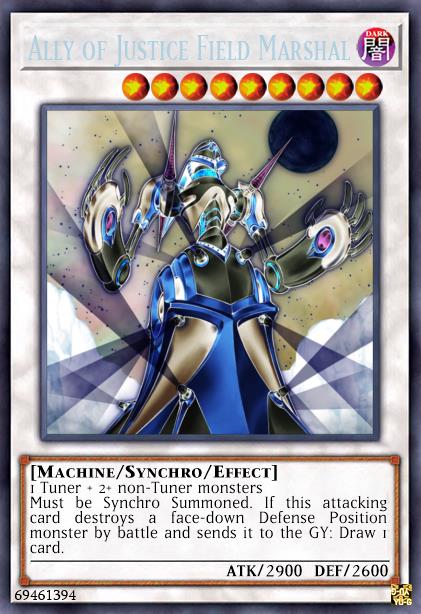 Ally of Justice Field Marshal
DARK
闇
[Machine/Synchro/Effect]
1 Tuner + 2+ non-Tuner monsters
Must be Synchro Summoned. If this attacking
card destroys a face-down Defense Position
monster by battle and sends it to the GY: Draw 1
card.
ATK/2900 DEF/2600
69461394